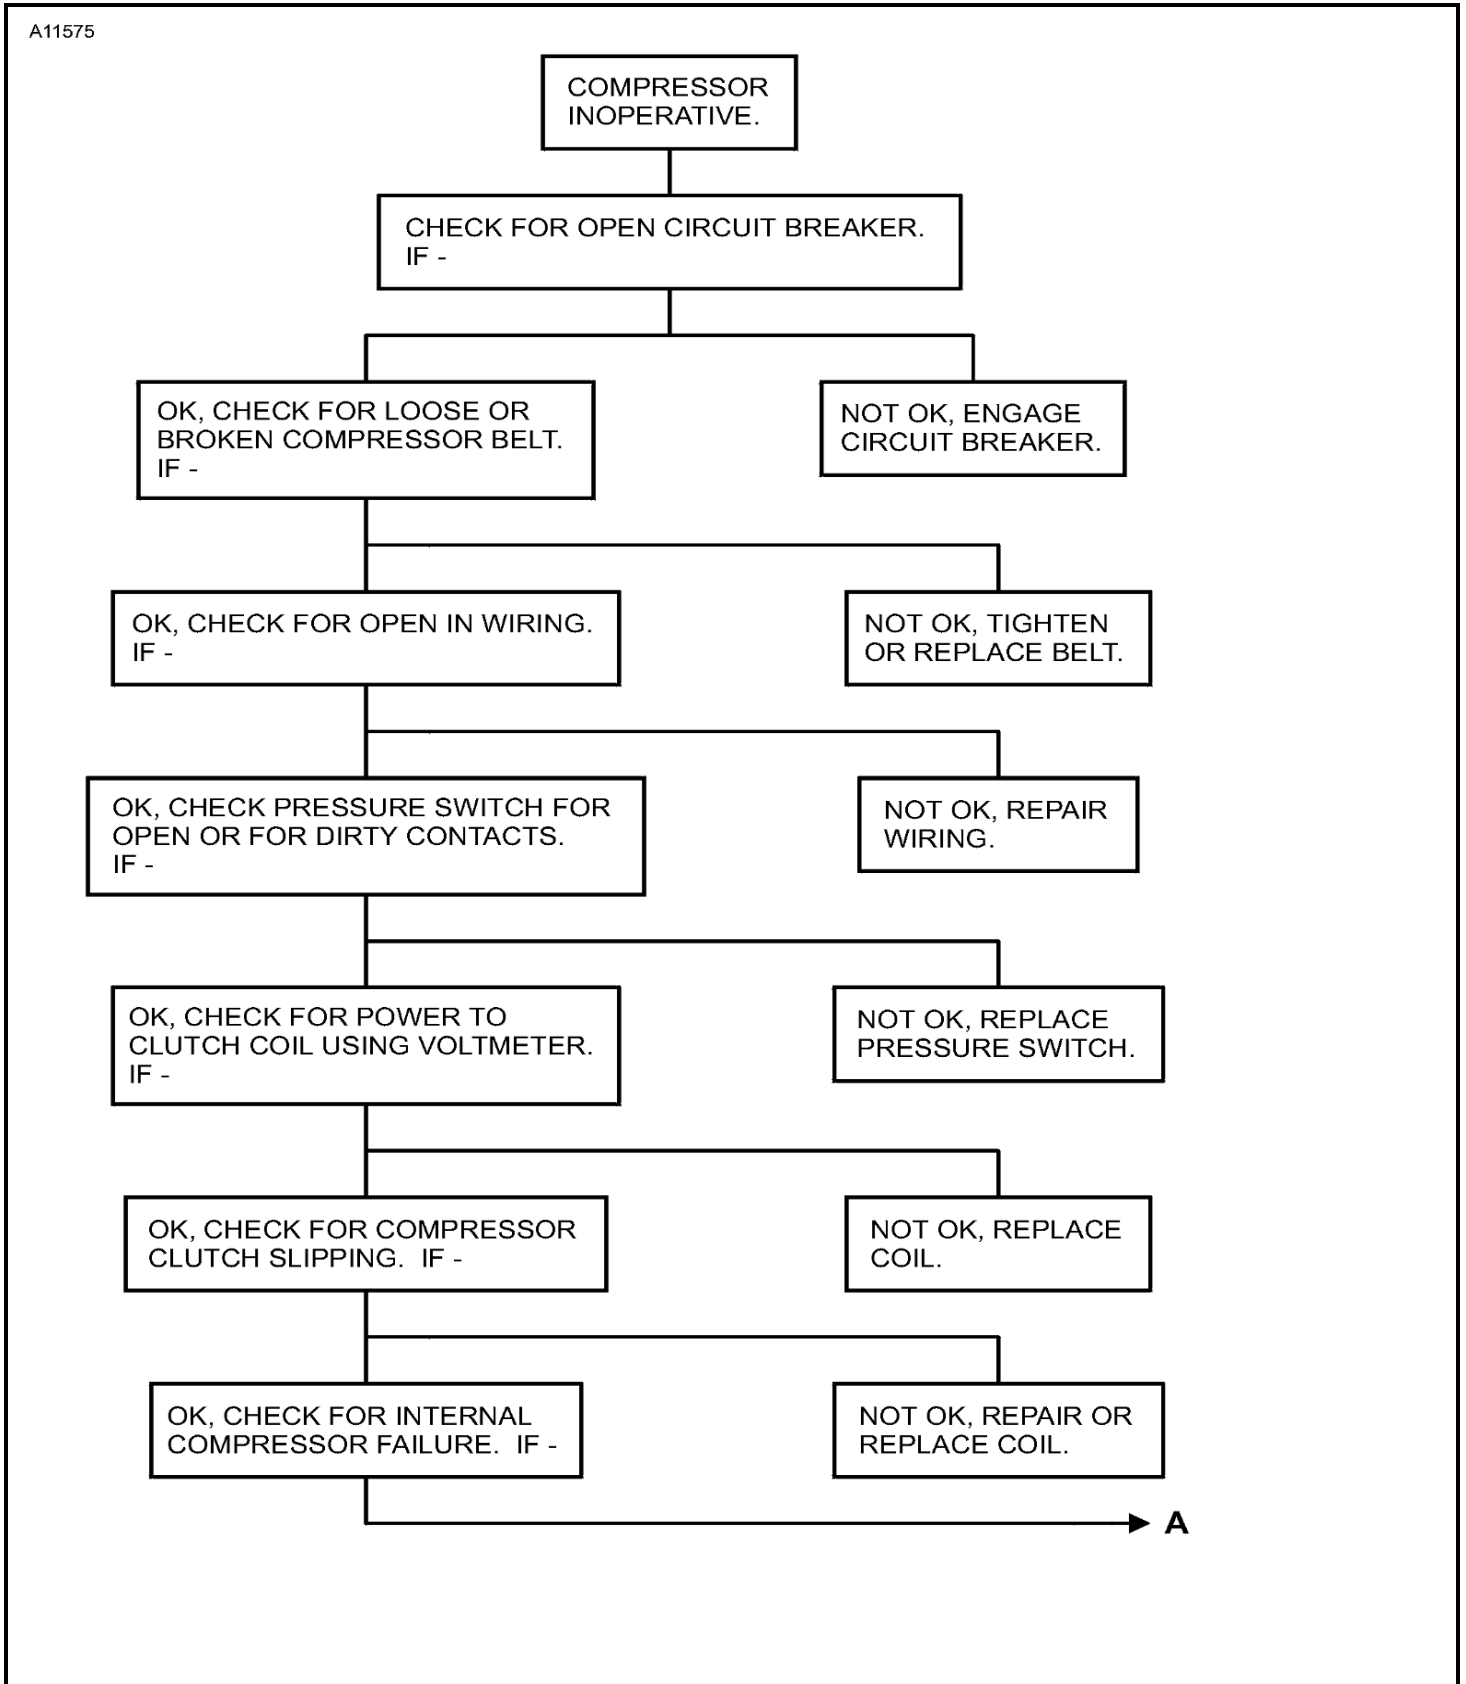 A11575
COMPRESSOR
INOPERATIVE.
CHECK FOR OPEN CIRCUIT BREAKER.
IF -
OK, CHECK FOR LOOSE OR
BROKEN COMPRESSOR BELT.
IF -
NOT OK, ENGAGE
CIRCUIT BREAKER.
OK, CHECK FOR OPEN IN WIRING.
IF -
NOT OK, TIGHTEN
OR REPLACE BELT.
OK, CHECK PRESSURE SWITCH FOR
OPEN OR FOR DIRTY CONTACTS.
IF -
NOT OK, REPAIR
WIRING.
OK, CHECK FOR POWER TO
CLUTCH COIL USING VOLTMETER.
IF -
NOT OK, REPLACE
PRESSURE SWITCH.
OK, CHECK FOR COMPRESSOR
CLUTCH SLIPPING. IF -
NOT OK, REPLACE
COIL.
OK, CHECK FOR INTERNAL
COMPRESSOR FAILURE. IF -
NOT OK, REPAIR OR
REPLACE COIL.
A